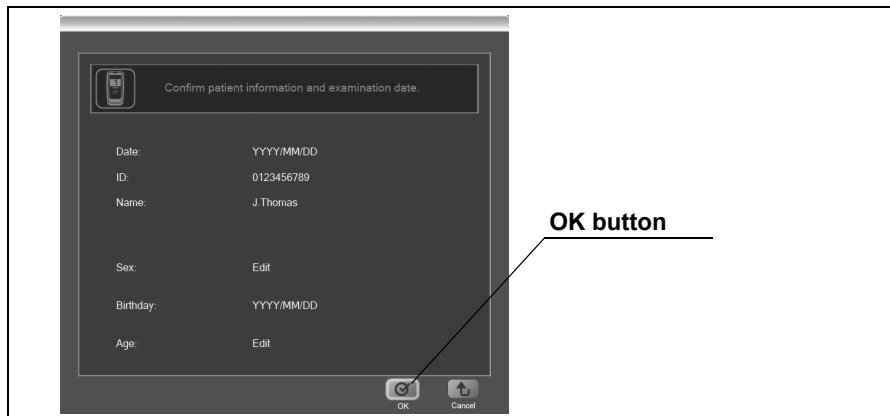 Confirm patient information and examination date.
Date: YYYY/MM/DD
ID: 0123456789
Name: J.Thomas
OK button
Sex: Edit
Birthday: YYYY/MM/DD
Age: Edit
OK Cancel